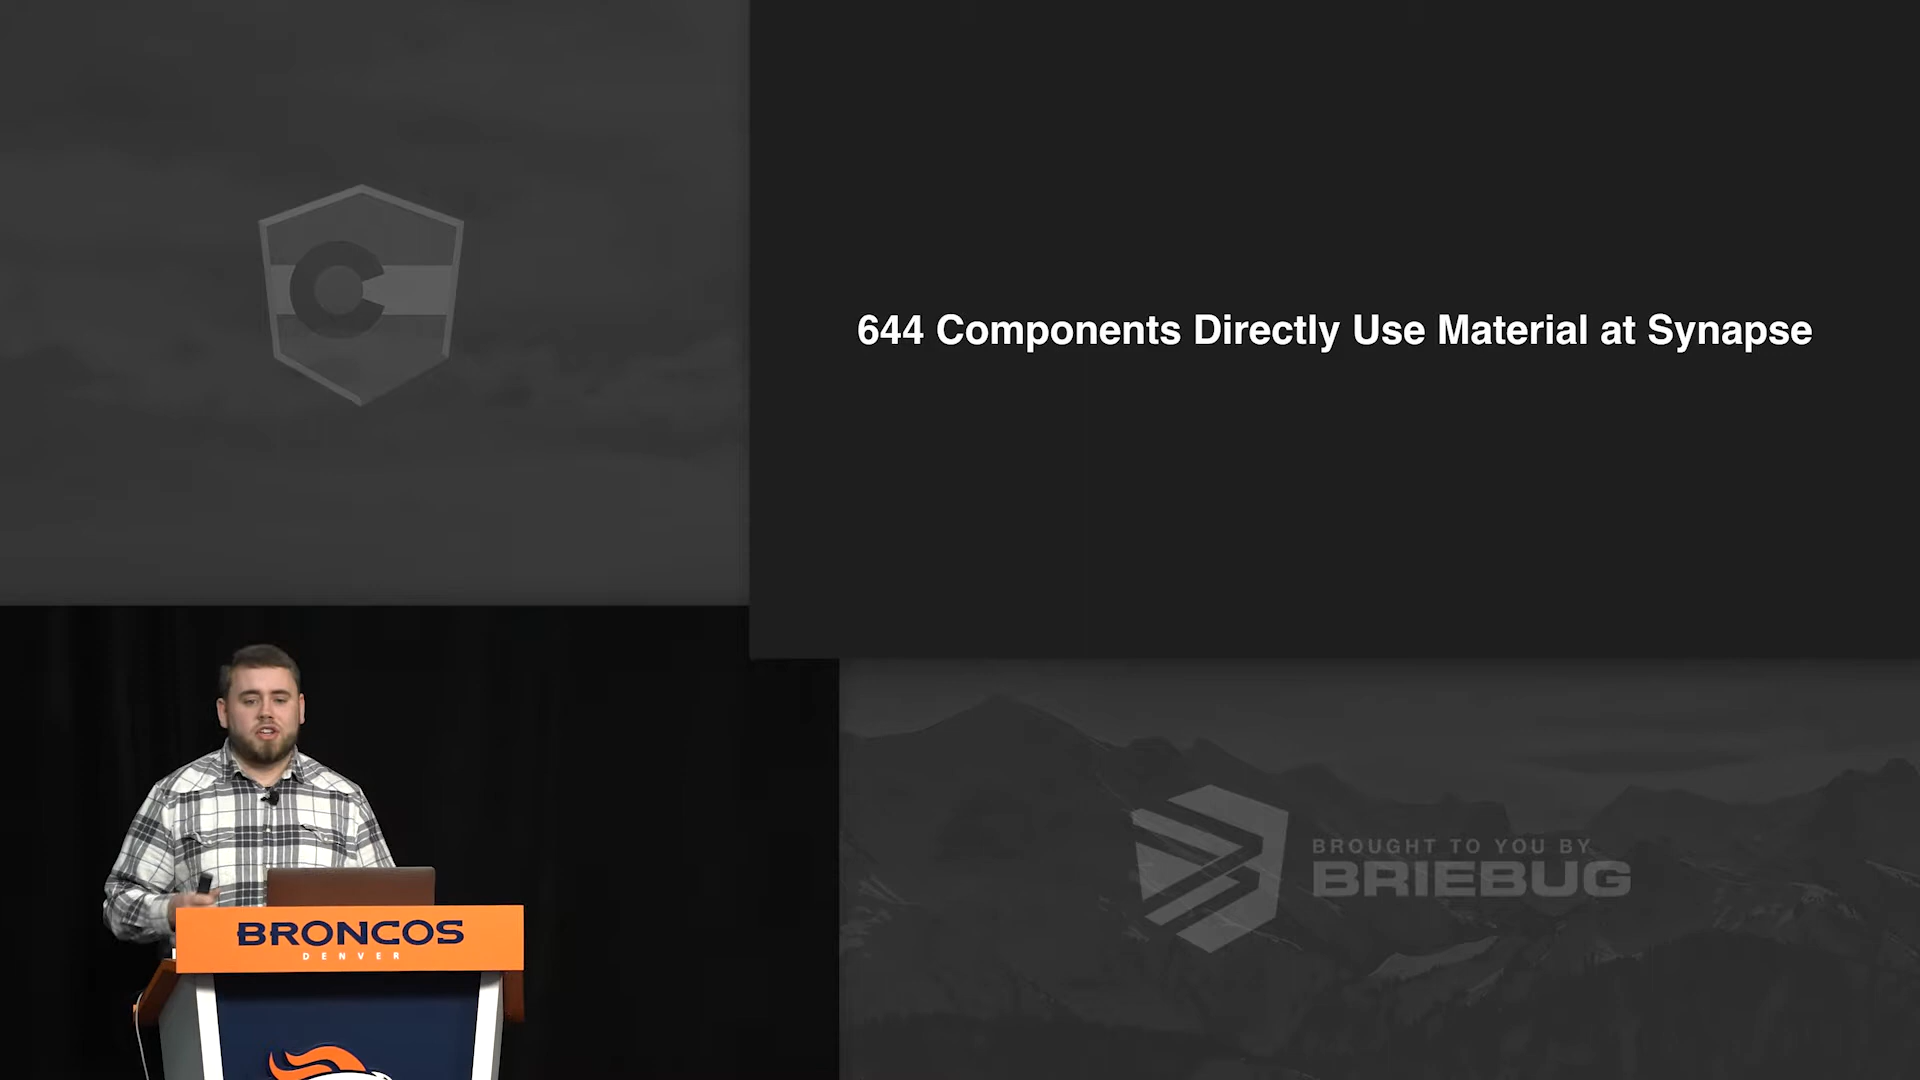 644 Components Directly Use Material at Synapse
BROUGHT TO YOU BY
BRIEBUG
BRONCOS
DENVER